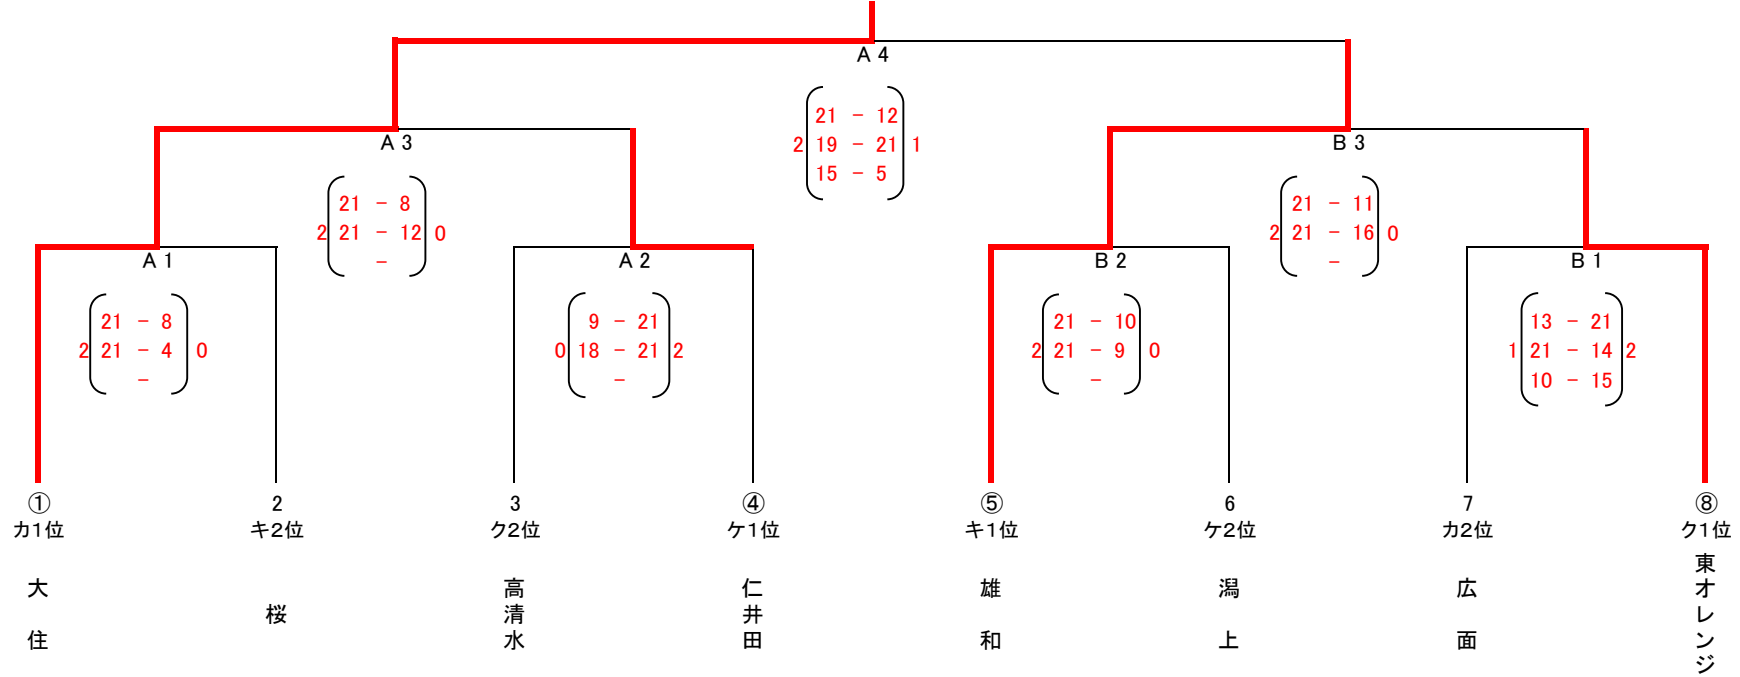 A 4
21 - 12
2 19 - 21 1
15 - 5
A 3
21 - 8
2 21 - 12 0
-
B 3
21 - 11
2 21 - 16 0
-
A 1
21 - 8
2 21 - 4 0
-
A 2
9 - 21
0 18 - 21 2
-
B 2
21 - 10
2 21 - 9 0
-
B 1
13 - 21
1 21 - 14 2
10 - 15
① 2 3 ④ ⑤ 6 7 ⑧
カ1位 キ2位 ク2位 ケ1位 キ1位 ケ2位 カ2位 ク1位
大住
桜
高清水
仁井田
雄和
潟上
広面
東オレンジ